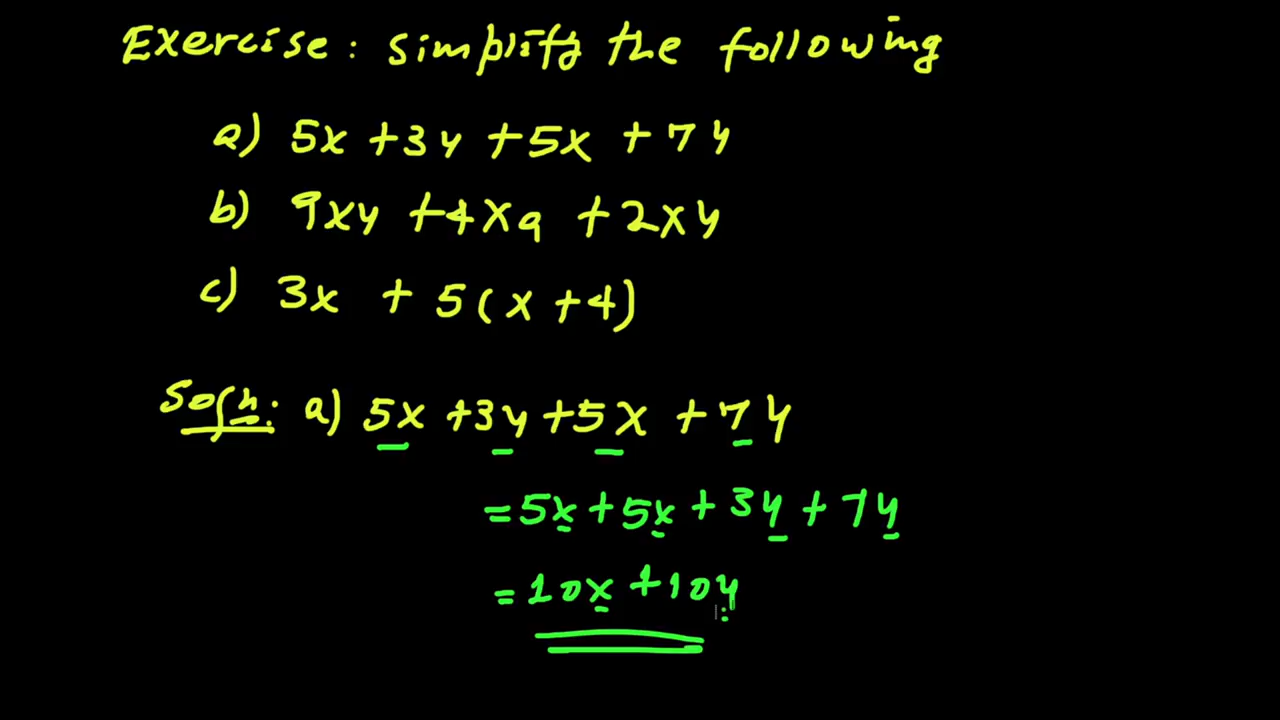 Exercise: Simplify the following
a) 5x + 3y + 5x + 7y
b) 9xy + 4xq + 2xy
c) 3x + 5(x + 4)
Soln: a) 5x + 3y + 5x + 7y
= 5x + 5x + 3y + 7y
= 10x + 10y